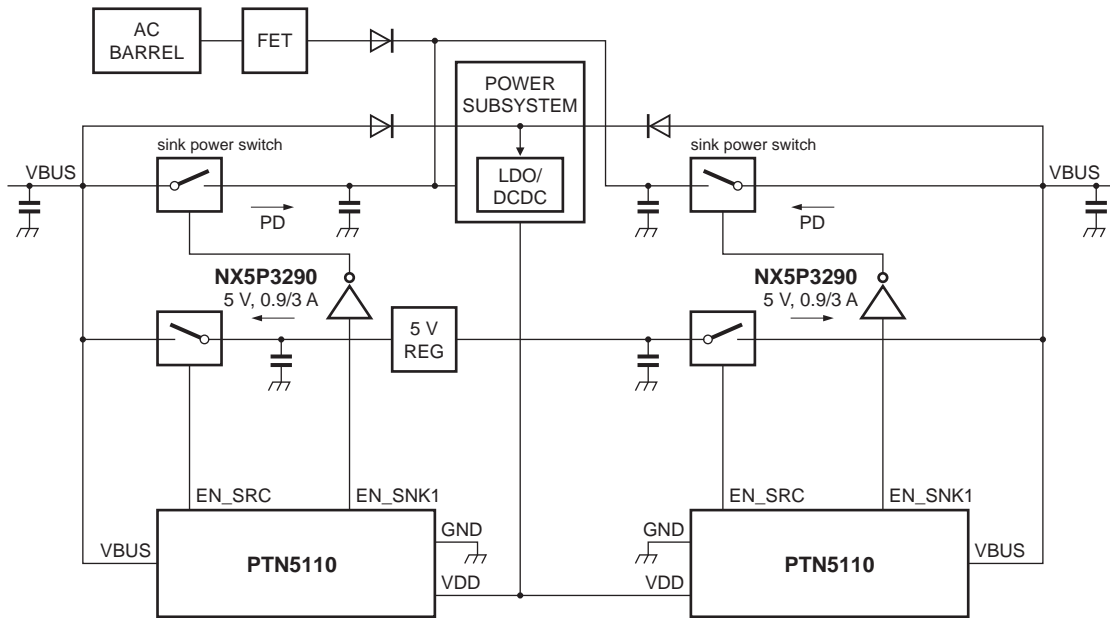 AC
BARREL
FET
POWER
SUBSYSTEM
sink power switch
sink power switch
VBUS
LDO/
DCDC
VBUS
PD
PD
NX5P3290
5 V, 0.9/3 A
NX5P3290
5 V, 0.9/3 A
5 V
REG
EN_SRC
EN_SNK1
EN_SRC
EN_SNK1
GND
GND
VBUS
PTN5110
PTN5110
VBUS
VDD
VDD